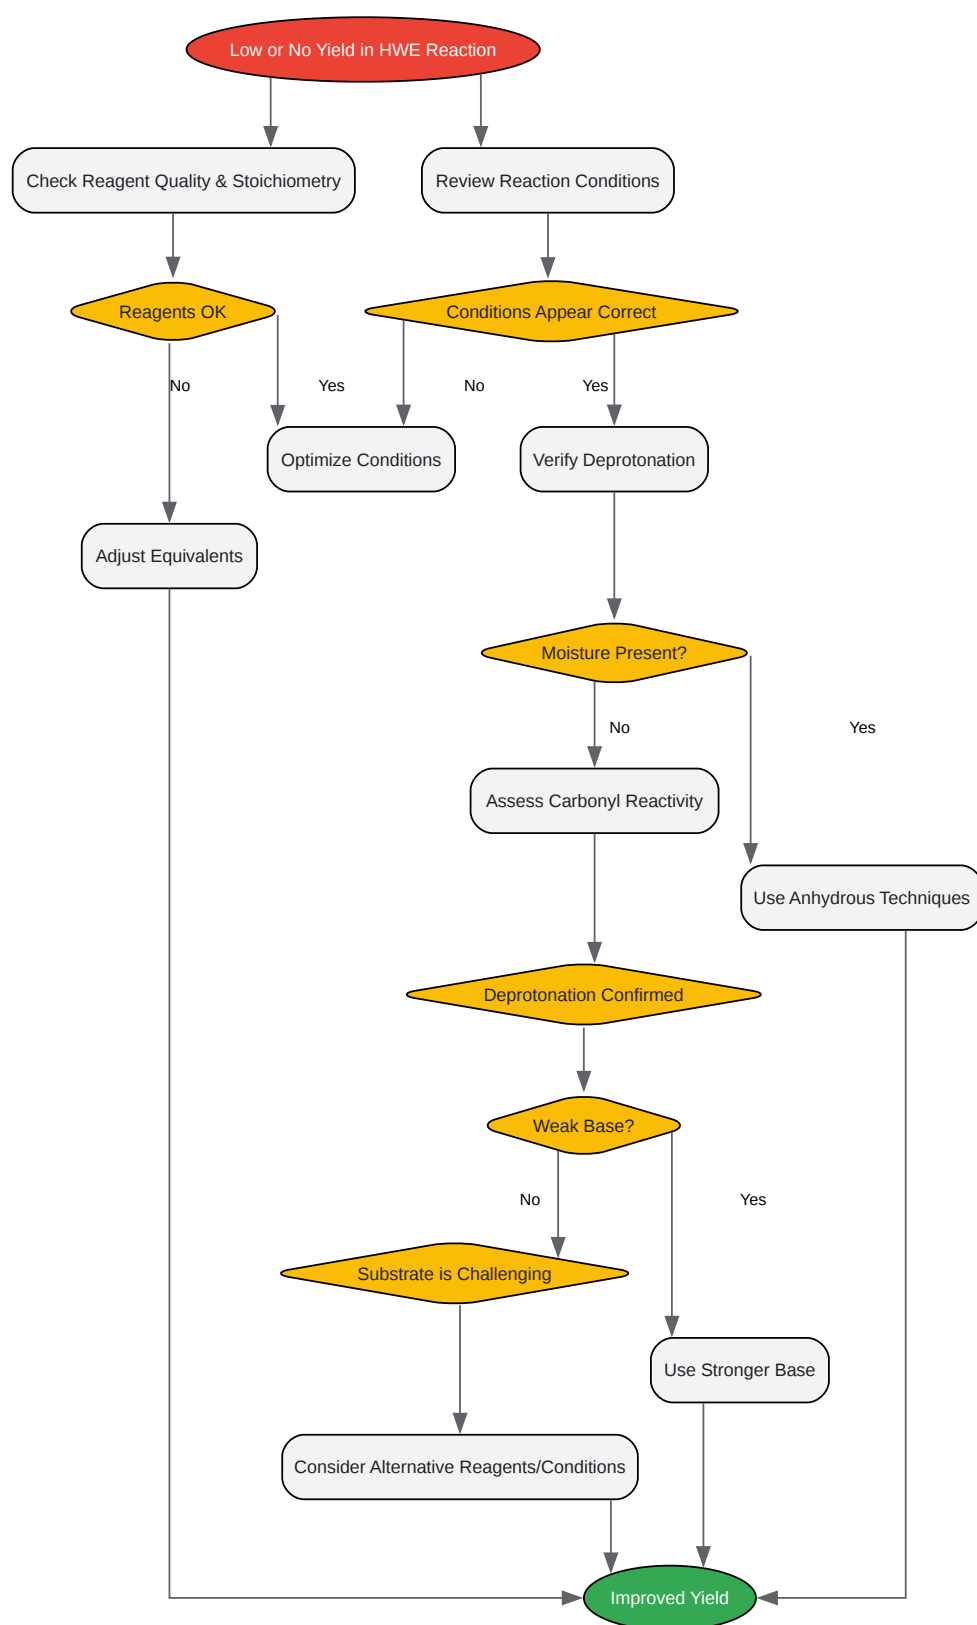 Low or No Yield in HWE Reaction
Check Reagent Quality & Stoichiometry
Review Reaction Conditions
Reagents OK
Conditions Appear Correct
No
Yes
No
Yes
Optimize Conditions
Verify Deprotonation
Adjust Equivalents
Moisture Present?
No
Yes
Assess Carbonyl Reactivity
Use Anhydrous Techniques
Deprotonation Confirmed
Weak Base?
No
Yes
Substrate is Challenging
Use Stronger Base
Consider Alternative Reagents/Conditions
Improved Yield